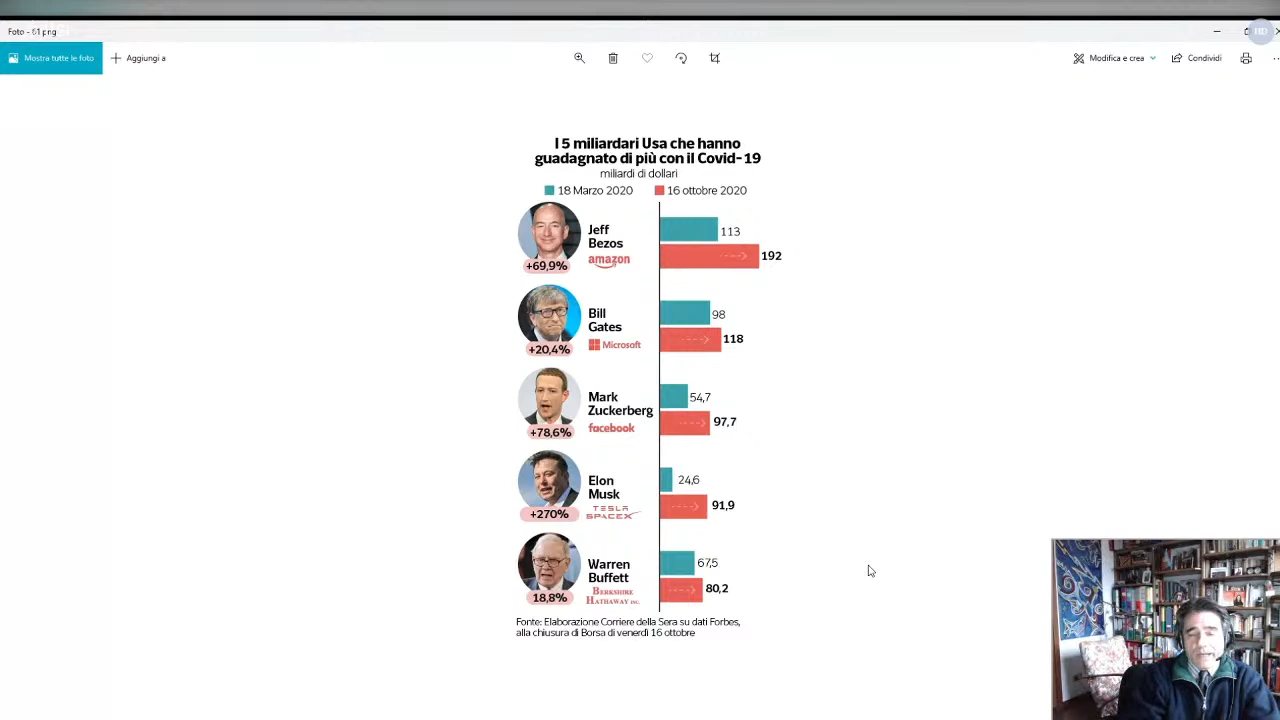 Foto - 61.png
HD
Mostra tutte le foto
Aggiungi a
Modifica e crea
Condividi
I 5 miliardari Usa che hanno
guadagnato di più con il Covid-19
miliardi di dollari
18 Marzo 2020
16 ottobre 2020
Jeff
Bezos
amazon
+69,9%
113
192
Bill
Gates
Microsoft
+20,4%
98
118
Mark
Zuckerberg
facebook
+78,6%
54,7
97,7
Elon
Musk
TESLA
SPACEX
+270%
24,6
91,9
Warren
Buffett
BERKSHIRE
HATHAWAY INC.
18,8%
67,5
80,2
Fonte: Elaborazione Corriere della Sera su dati Forbes,
alla chiusura di Borsa di venerdì 16 ottobre